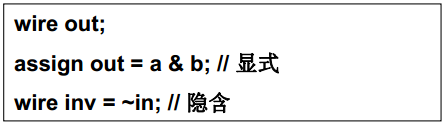 wire out;
assign out = a & b; // 显式
wire inv = ~in; // 隐含